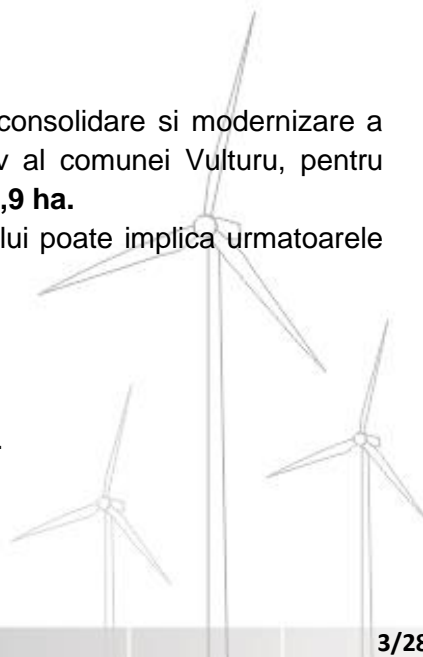 consolidare si modernizare a
al comunei Vulturu, pentru
,9 ha.
lui poate implica urmatoarele
3/28